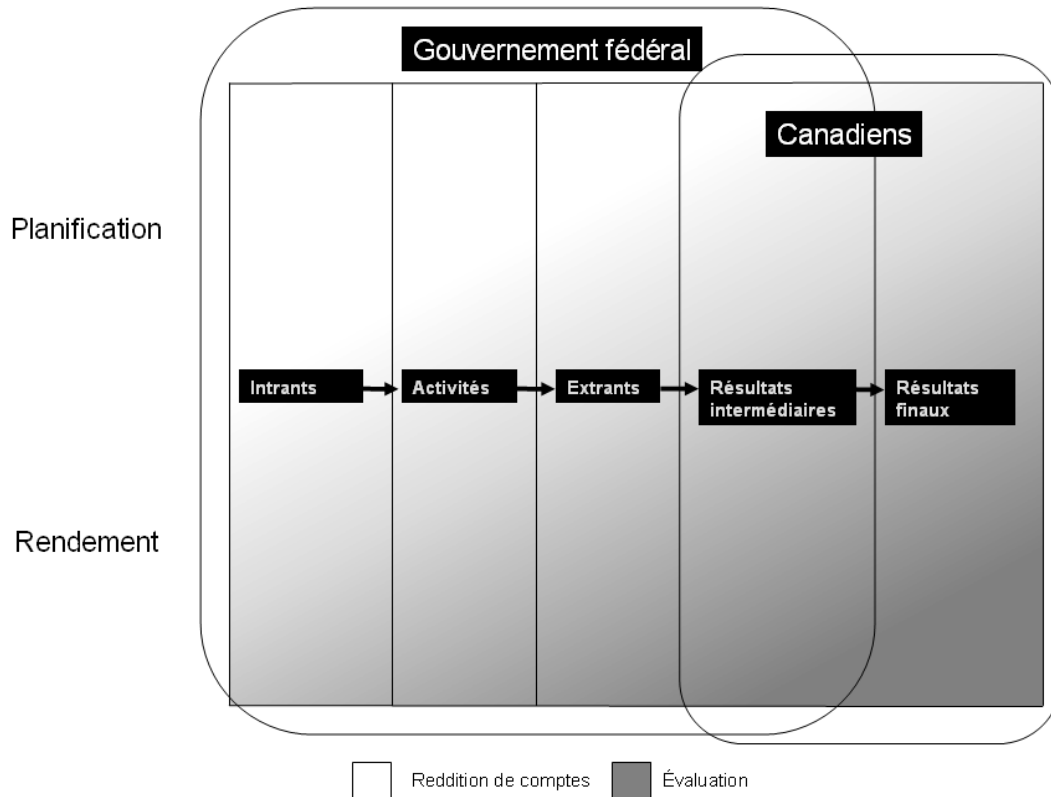 Gouvernement fédéral
Canadiens
Planification
Intrants
Activités
Extrants
Résultats
intermédiaires
Résultats
finaux
Rendement
Reddition de comptes
Évaluation